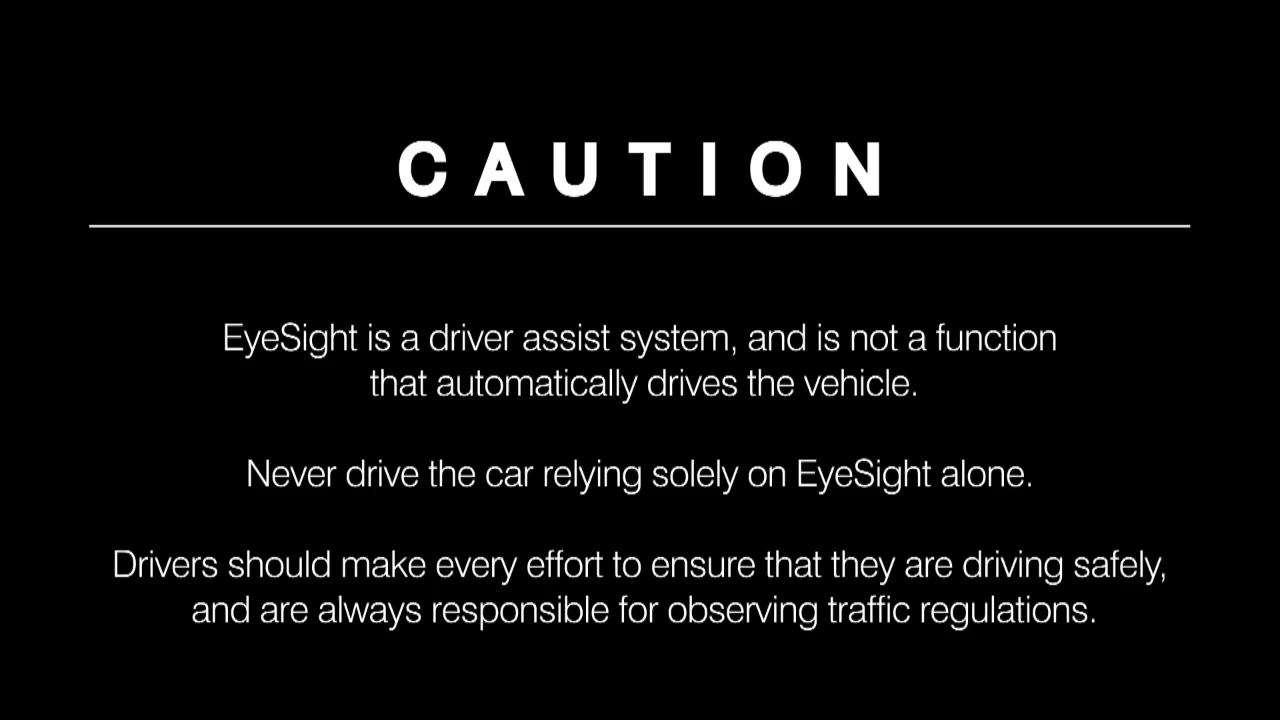 CAUTION
EyeSight is a driver assist system, and is not a function
that automatically drives the vehicle.
Never drive the car relying solely on EyeSight alone.
Drivers should make every effort to ensure that they are driving safely,
and are always responsible for observing traffic regulations.